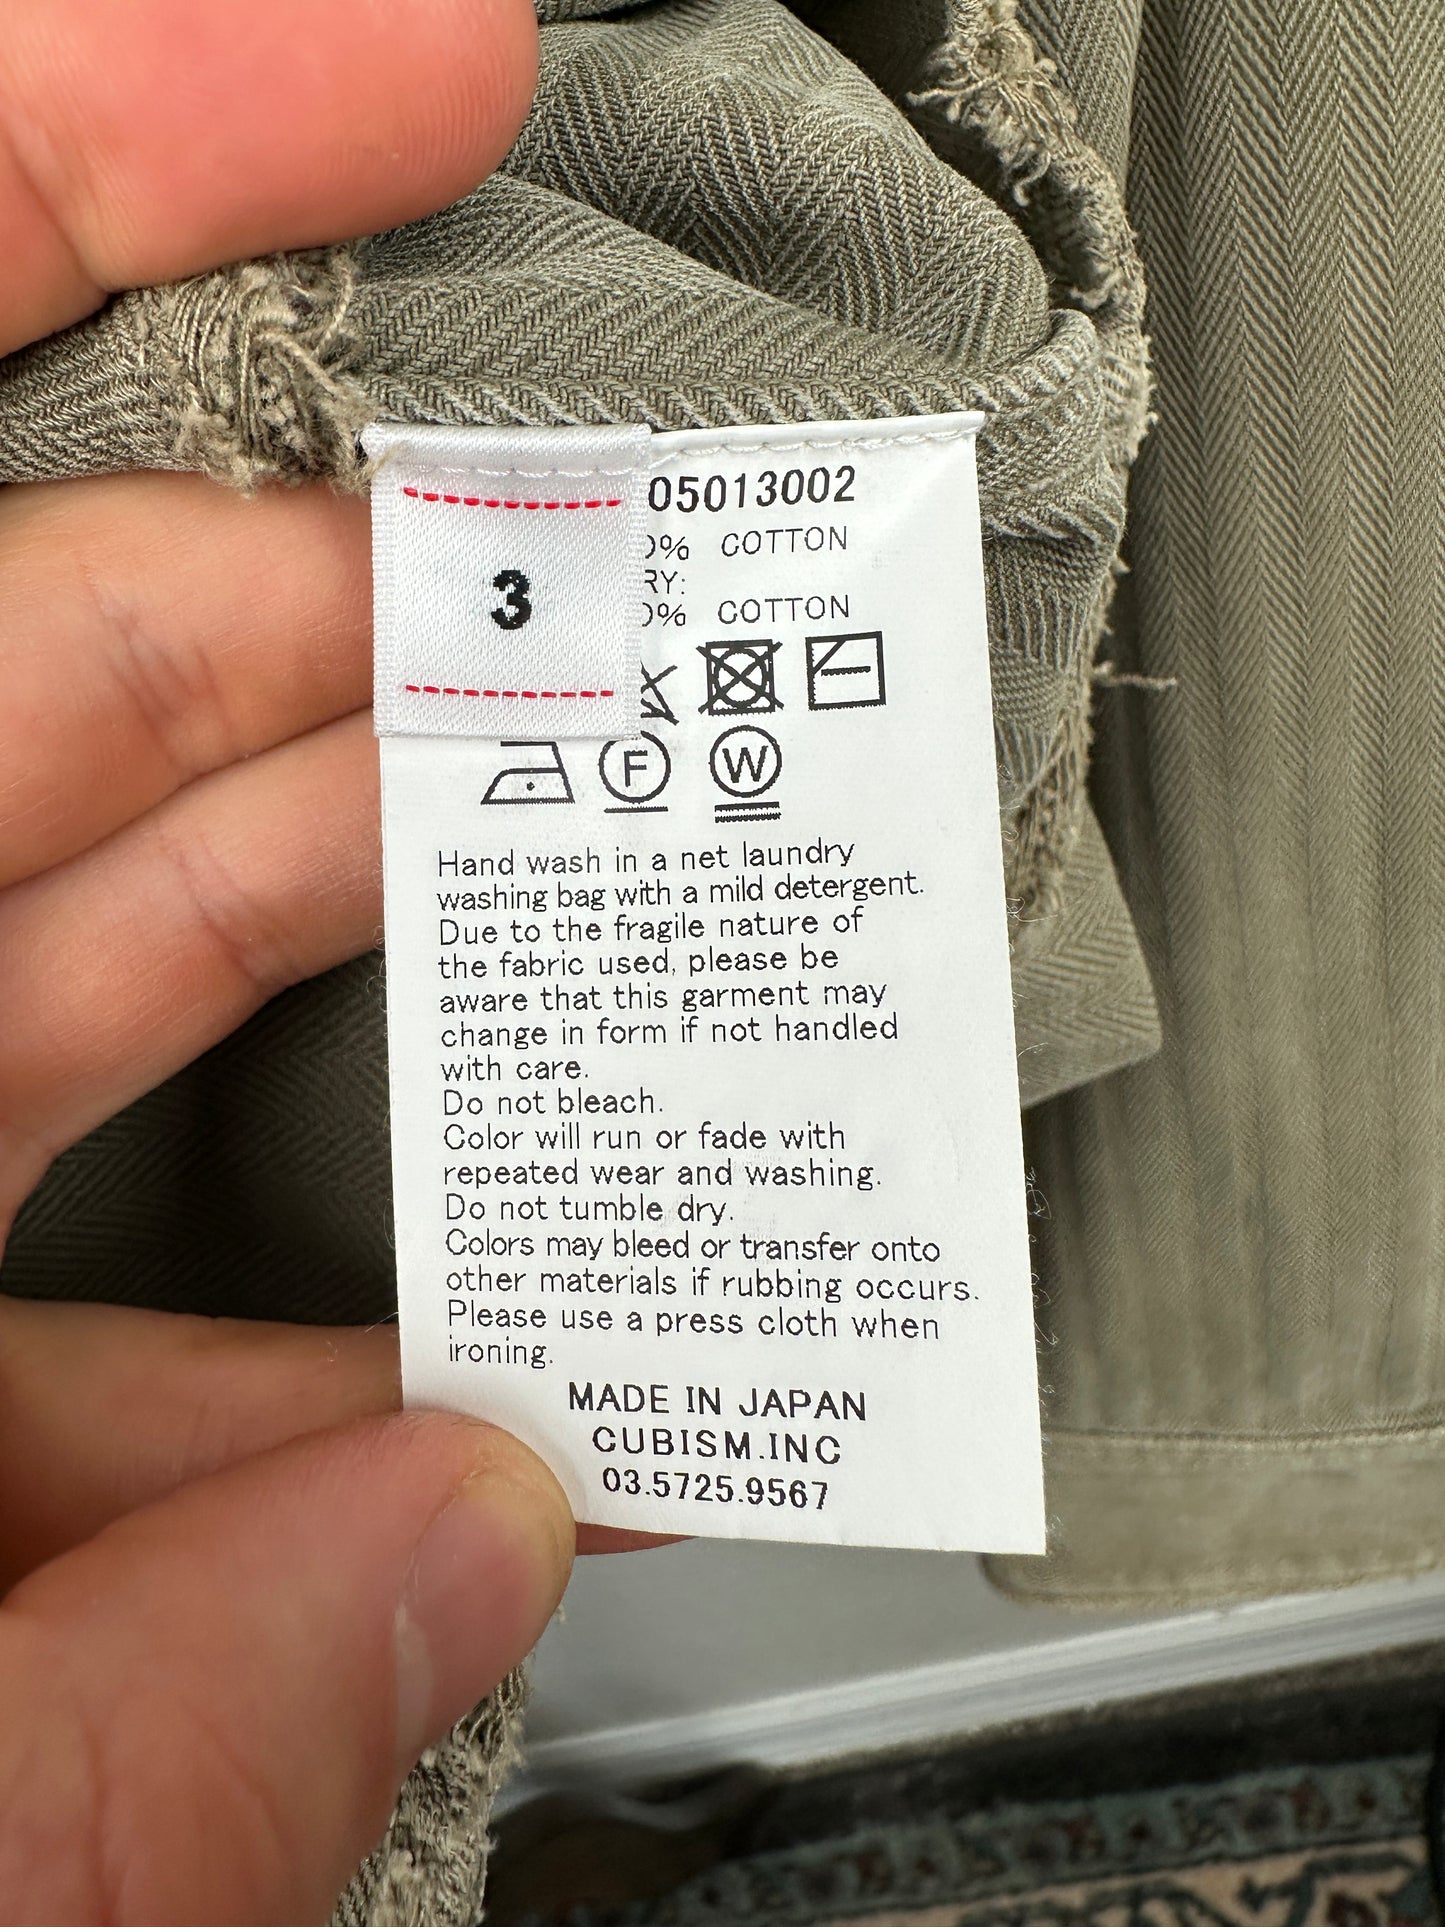 3
05013002
0% COTTON
RY:
0% COTTON
F W
Hand wash in a net laundry
washing bag with a mild detergent.
Due to the fragile nature of
the fabric used, please be
aware that this garment may
change in form if not handled
with care.
Do not bleach.
Color will run or fade with
repeated wear and washing.
Do not tumble dry.
Colors may bleed or transfer onto
other materials if rubbing occurs.
Please use a press cloth when
ironing.
MADE IN JAPAN
CUBISM.INC
03.5725.9567